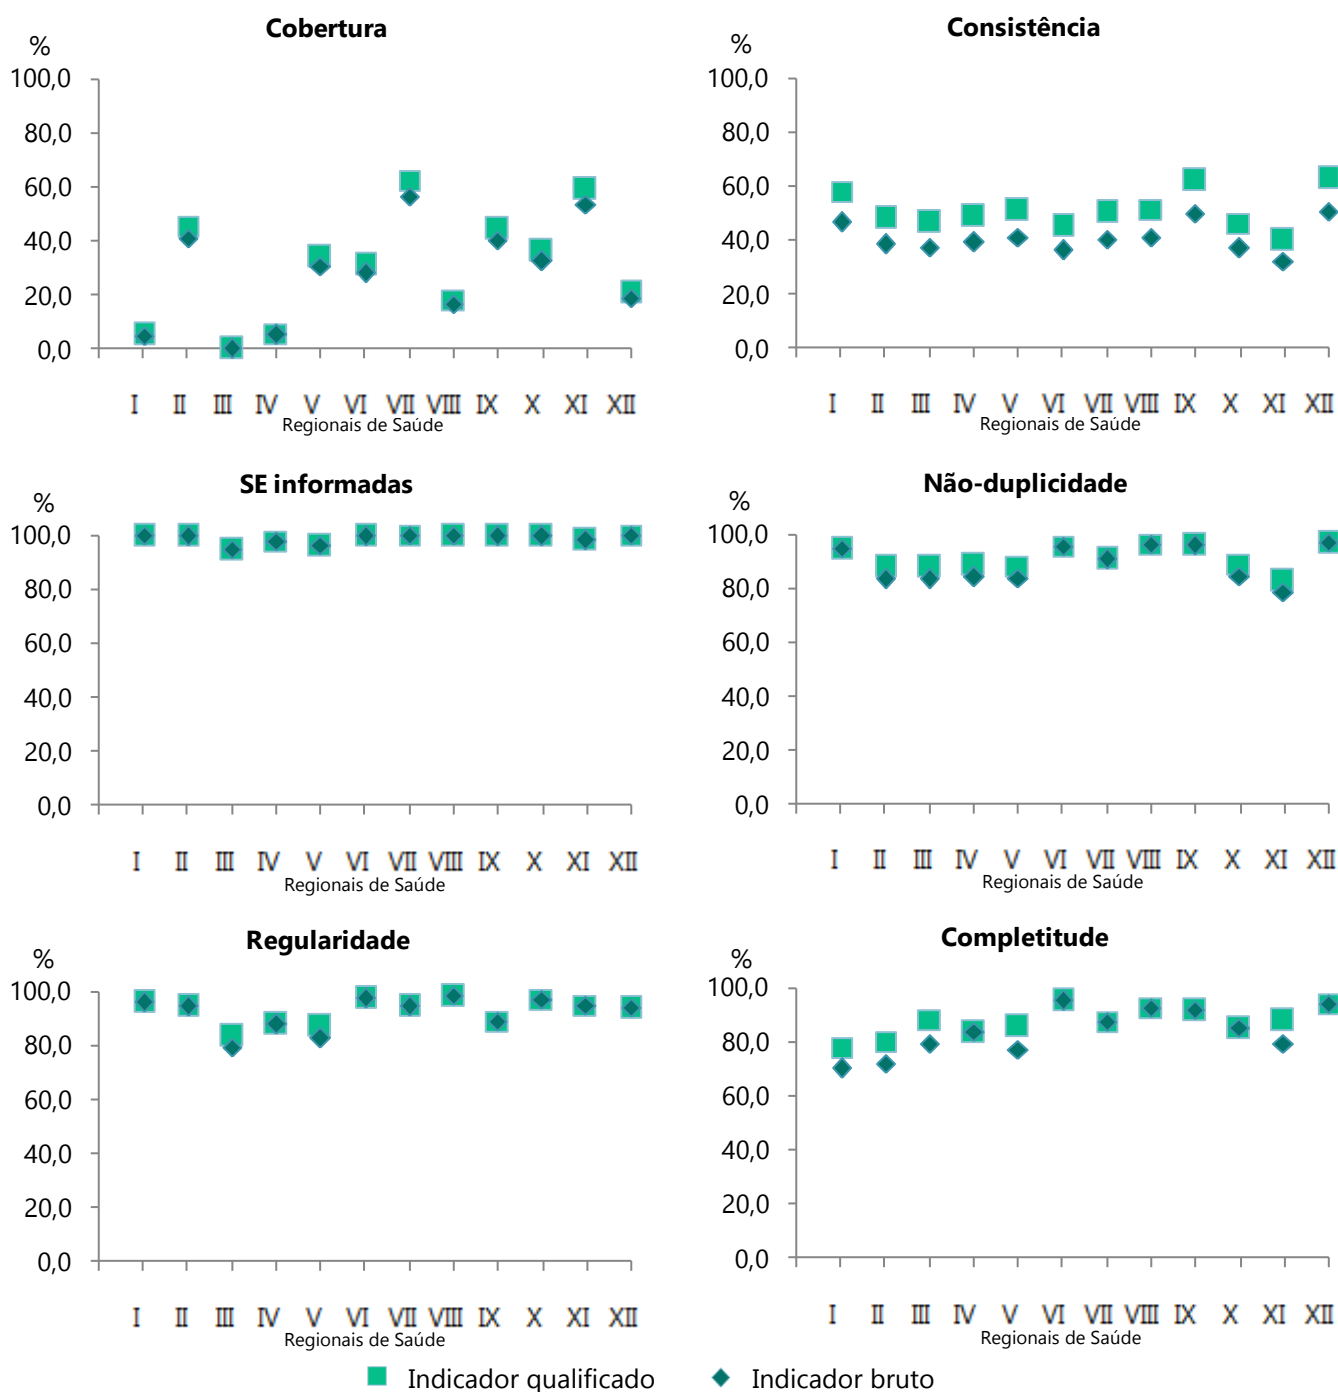 Cobertura
%
100,0
80,0
60,0
40,0
20,0
0,0
I II III IV V VI VII VIII IX X XI XII
Regionais de Saúde
Consistência
%
100,0
80,0
60,0
40,0
20,0
0,0
I II III IV V VI VII VIII IX X XI XII
Regionais de Saúde
SE informadas
%
100,0
80,0
60,0
40,0
20,0
0,0
I II III IV V VI VII VIII IX X XI XII
Regionais de Saúde
Não-duplicidade
%
100,0
80,0
60,0
40,0
20,0
0,0
I II III IV V VI VII VIII IX X XI XII
Regionais de Saúde
Regularidade
%
100,0
80,0
60,0
40,0
20,0
0,0
I II III IV V VI VII VIII IX X XI XII
Regionais de Saúde
Completitude
%
100,0
80,0
60,0
40,0
20,0
0,0
I II III IV V VI VII VIII IX X XI XII
Regionais de Saúde
Indicador qualificado Indicador bruto